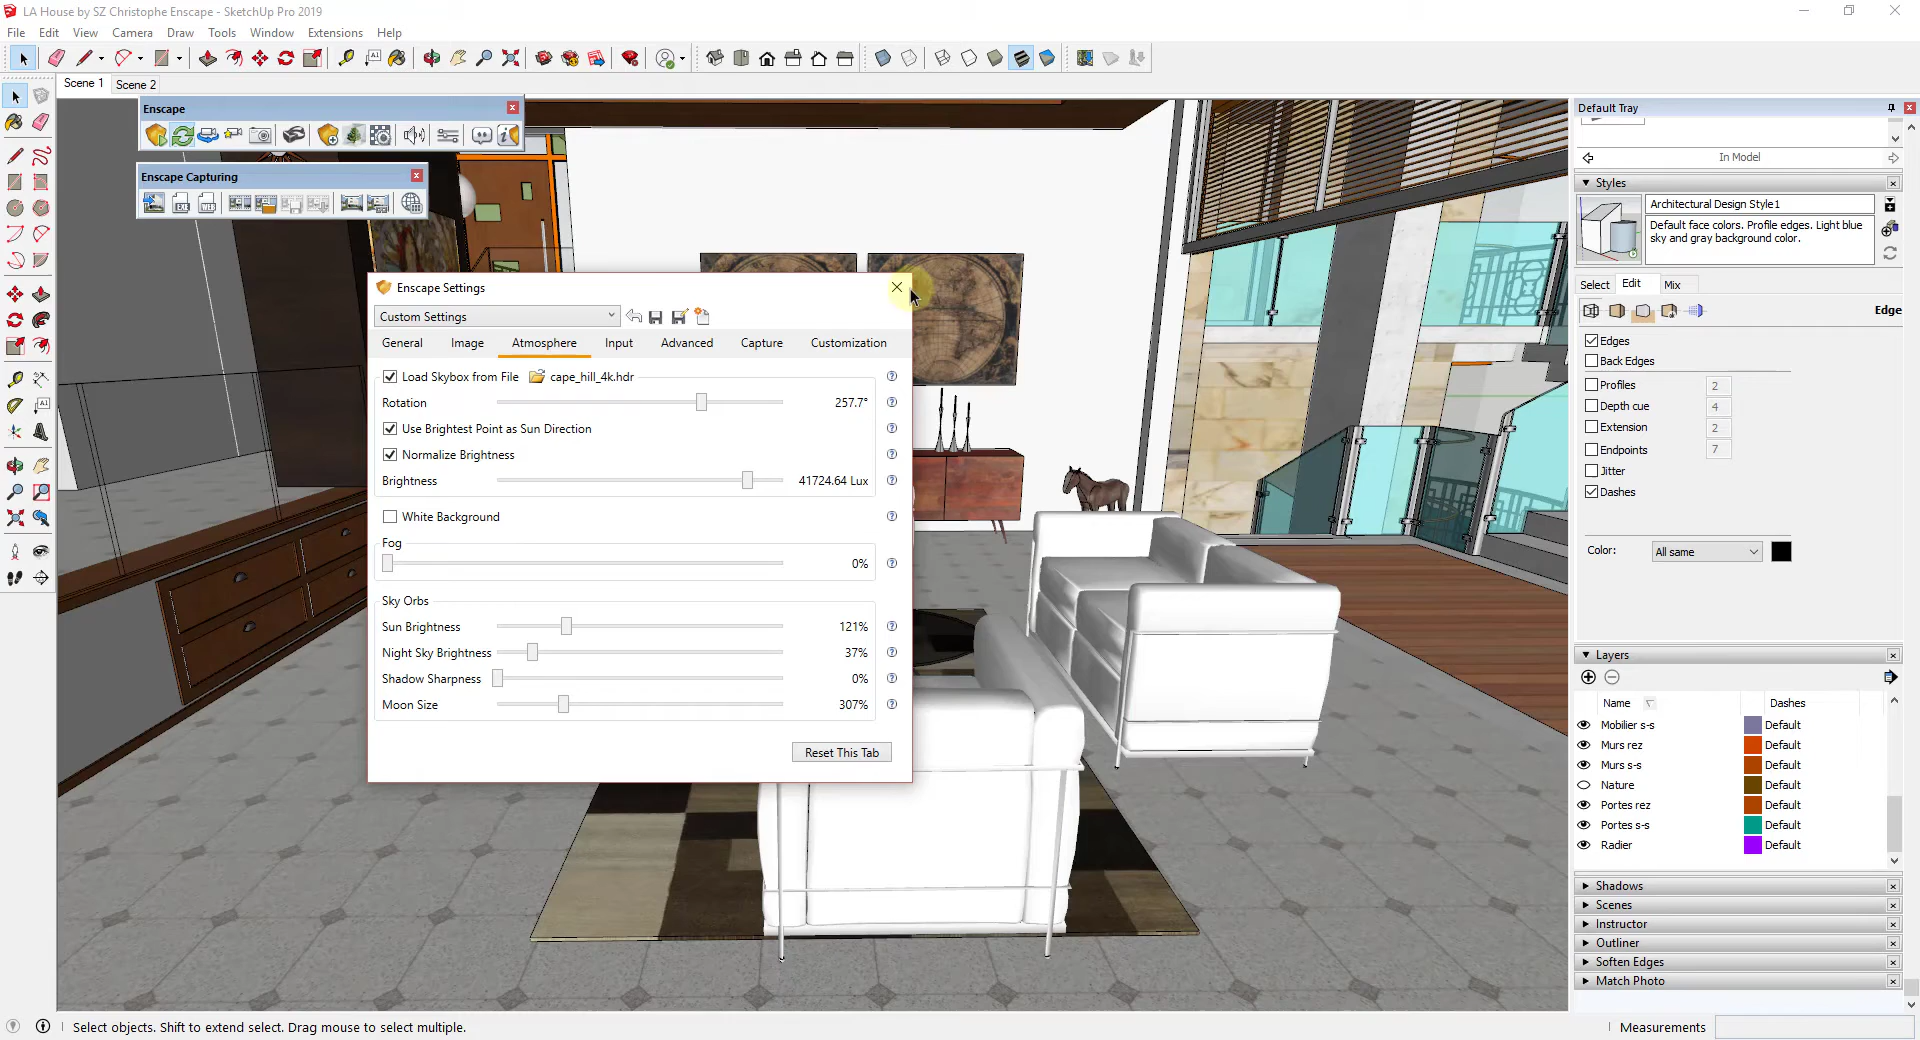 LA House by SZ Christophe Enscape - SketchUp Pro 2019
File Edit View Camera Draw Tools Window Extensions Help
Scene 1 Scene 2
Enscape
Enscape Capturing
Enscape Settings
Custom Settings
General Image Atmosphere Input Advanced Capture Customization
Load Skybox from File cape_hill_4k.hdr
Rotation 257.7°
Use Brightest Point as Sun Direction
Normalize Brightness
Brightness 41724.64 Lux
White Background
Fog
0%
Sky Orbs
Sun Brightness 121%
Night Sky Brightness 37%
Shadow Sharpness 0%
Moon Size 307%
Reset This Tab
Default Tray
In Model
Styles
Architectural Design Style1
Default face colors. Profile edges. Light blue
sky and gray background color.
Select Edit Mix
Edge
Edges
Back Edges
Profiles 2
Depth cue 4
Extension 2
Endpoints 7
Jitter
Dashes
Color: All same
Layers
Name Dashes
Mobilier s-s Default
Murs rez Default
Murs s-s Default
Nature Default
Portes rez Default
Portes s-s Default
Radier Default
Shadows
Scenes
Instructor
Outliner
Soften Edges
Match Photo
Select objects. Shift to extend select. Drag mouse to select multiple.
Measurements